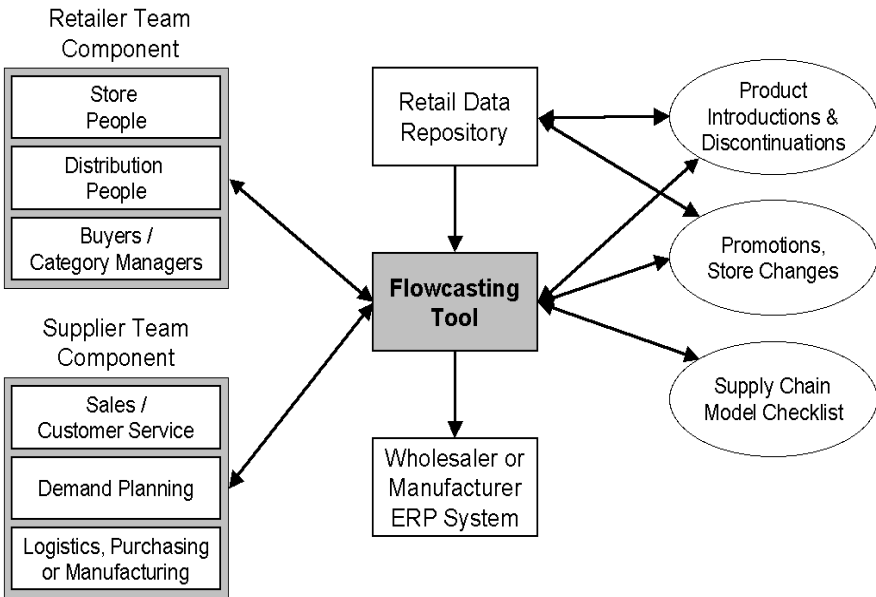 Retailer Team
Component
Store
People
Distribution
People
Buyers /
Category Managers
Supplier Team
Component
Sales /
Customer Service
Demand Planning
Logistics, Purchasing
or Manufacturing
Retail Data
Repository
Flowcasting
Tool
Wholesaler or
Manufacturer
ERP System
Product
Introductions &
Discontinuations
Promotions,
Store Changes
Supply Chain
Model Checklist